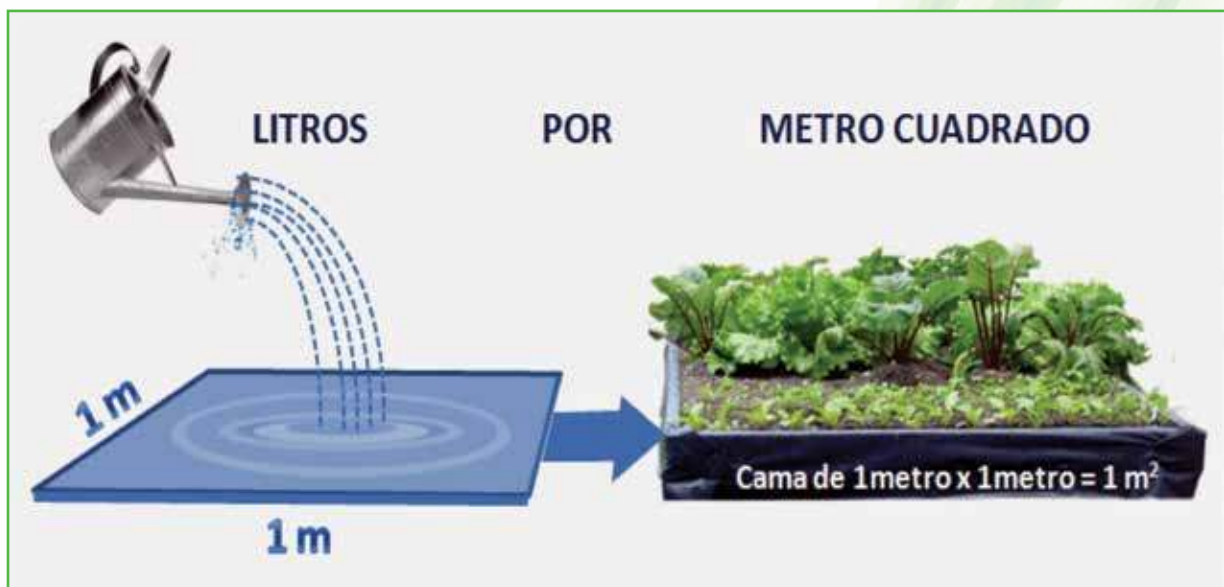 LITROS POR METRO CUADRADO
1 m
1 m
Cama de 1metro x 1metro = 1 m²